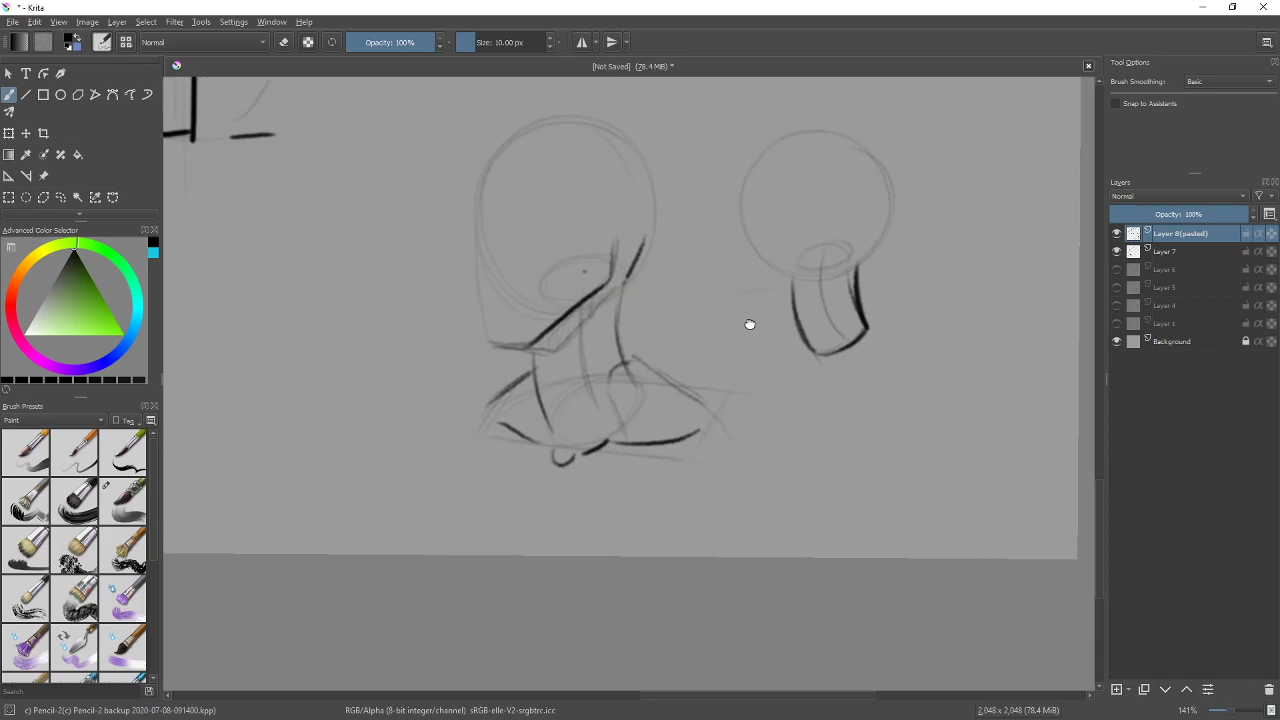 * - Krita
File Edit View Image Layer Select Filter Tools Settings Window Help
Normal Opacity: 100% Size: 10.00 px
[Not Saved] (78.4 MiB) *
Tool Options
Brush Smoothing: Basic
Snap to Assistants
Layers
Normal
Opacity: 100%
Layer 8(pasted)
Layer 7
Layer 6
Layer 5
Layer 4
Layer 1
Background
Advanced Color Selector
Brush Presets
Paint Tag
Search
c) Pencil-2(c) Pencil-2 backup 2020-07-08-091400.kpp)
RGB/Alpha (8-bit integer/channel) sRGB-elle-V2-srgbtrc.icc
2,048 x 2,048 (78.4 MiB)
141%